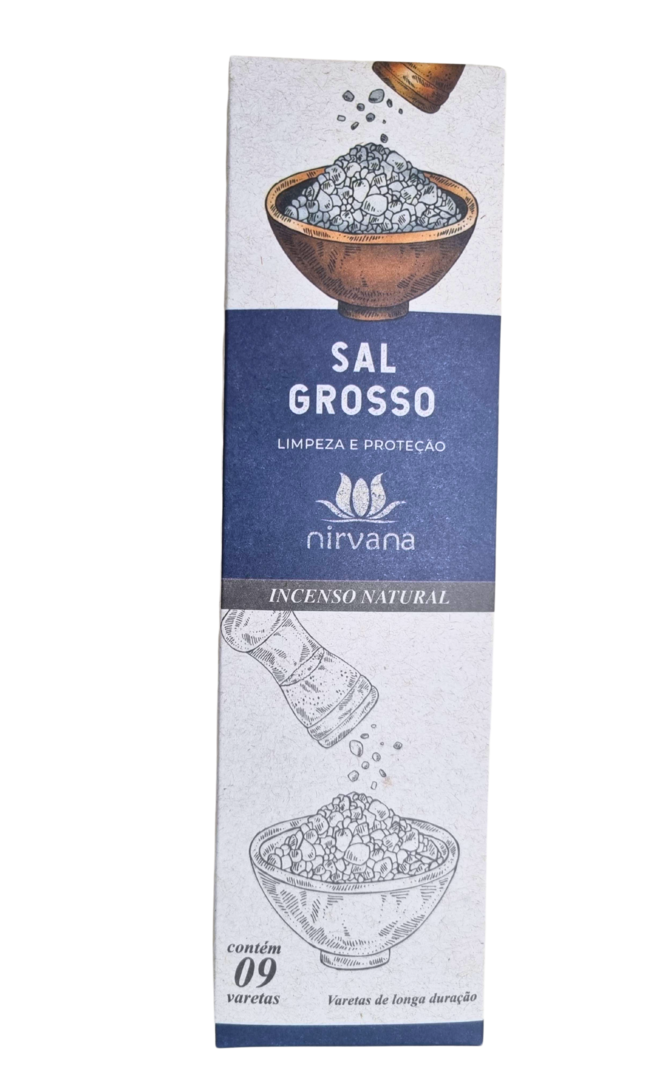 SAL
GROSSO
LIMPEZA E PROTEÇÃO
nirvana
INCENSO NATURAL
contém
09
varetas
Varetas de longa duração